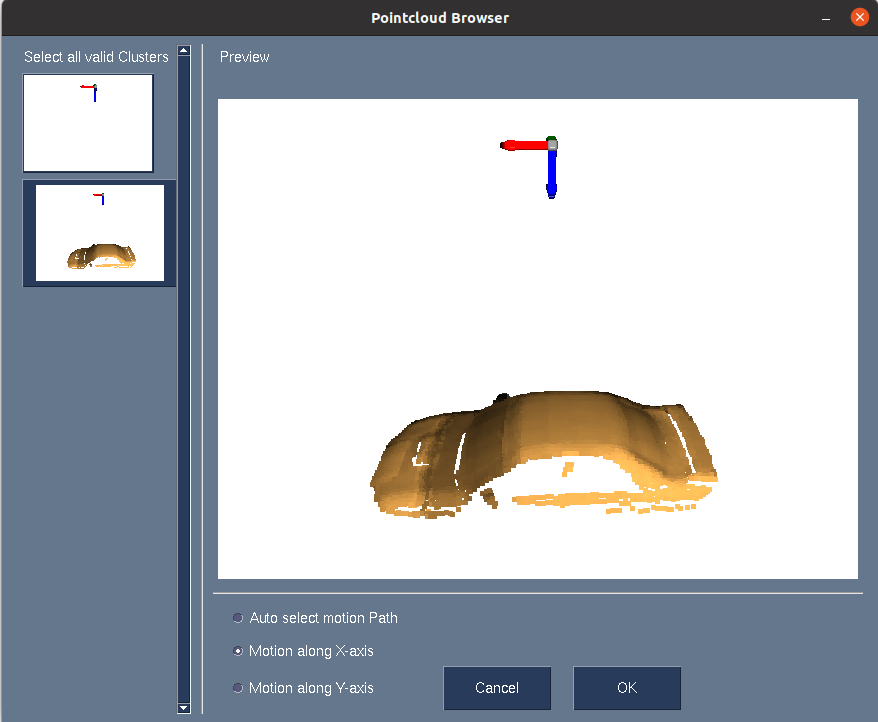 Pointcloud Browser
Select all valid Clusters
Preview
Auto select motion Path
Motion along X-axis
Motion along Y-axis
Cancel
OK